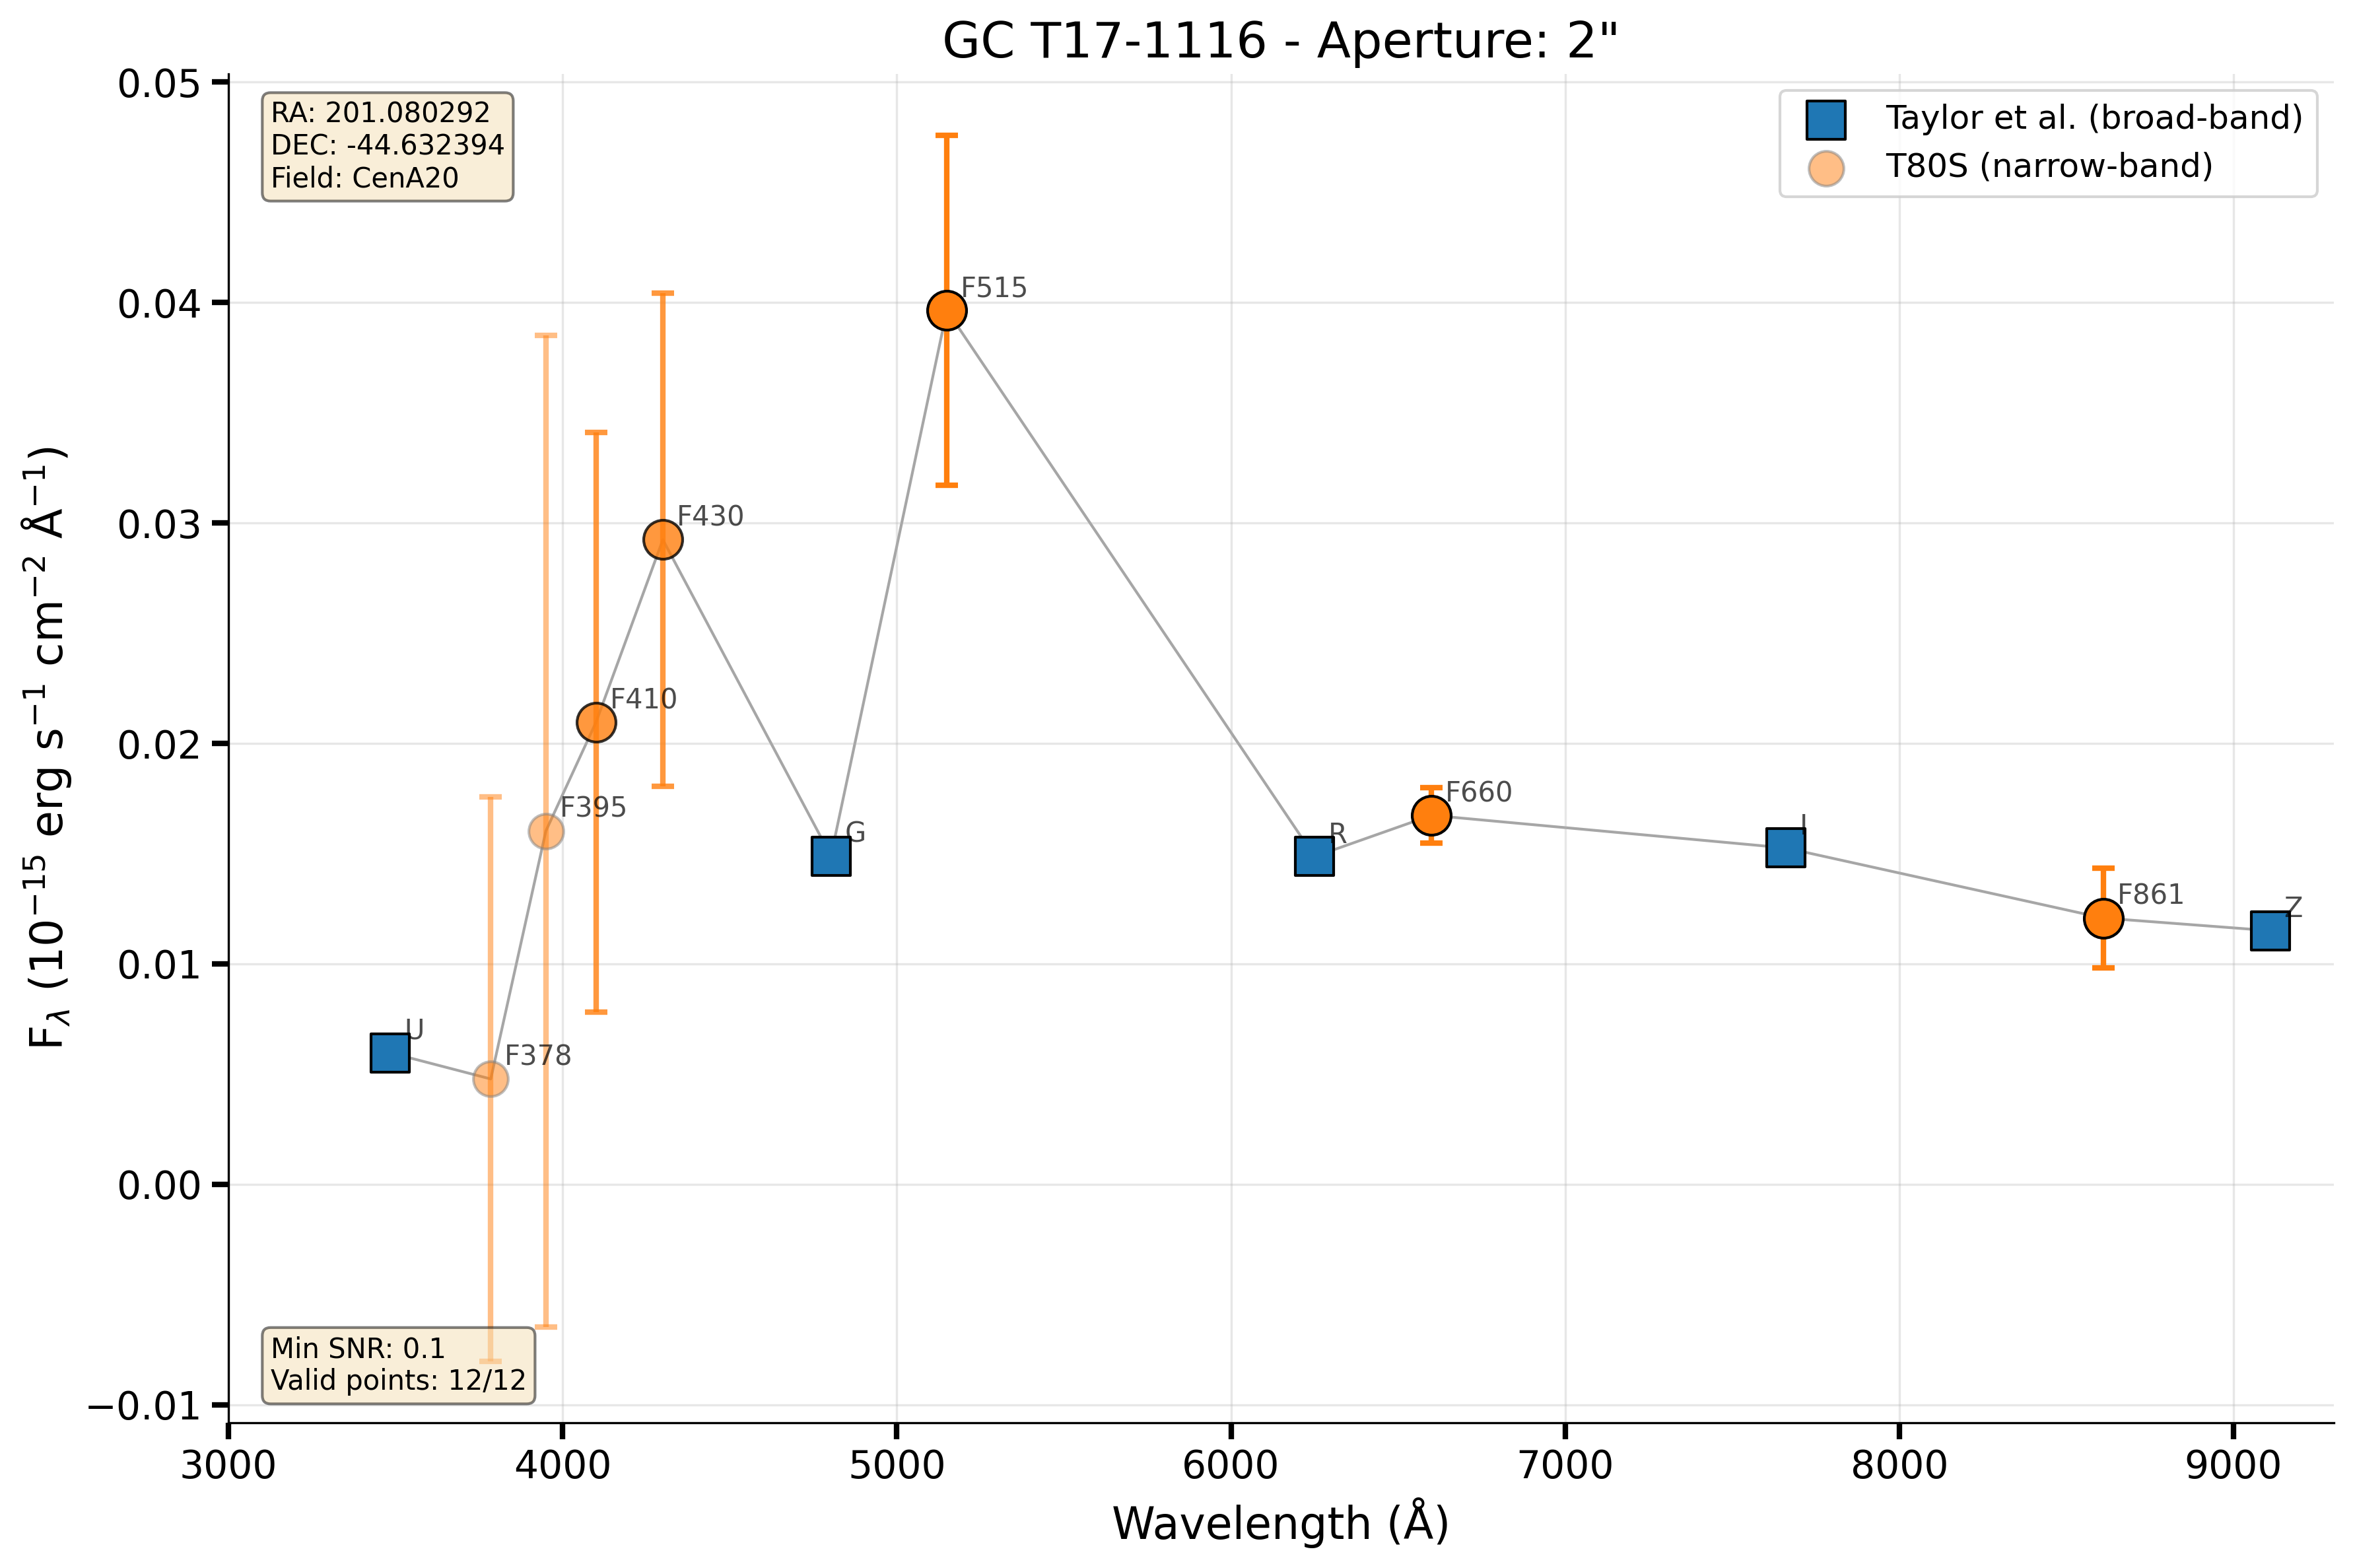 GC T17-1116 - Aperture: 2"
RA: 201.080292
DEC: -44.632394
Field: CenA20
Taylor et al. (broad-band)
T80S (narrow-band)
0.05
0.04
0.03
0.02
0.01
0.00
−0.01
F_λ (10⁻¹⁵ erg s⁻¹ cm⁻² Å⁻¹)
U
F378
F395
F410
F430
G
F515
R
F660
I
F861
Z
Min SNR: 0.1
Valid points: 12/12
3000 4000 5000 6000 7000 8000 9000
Wavelength (Å)